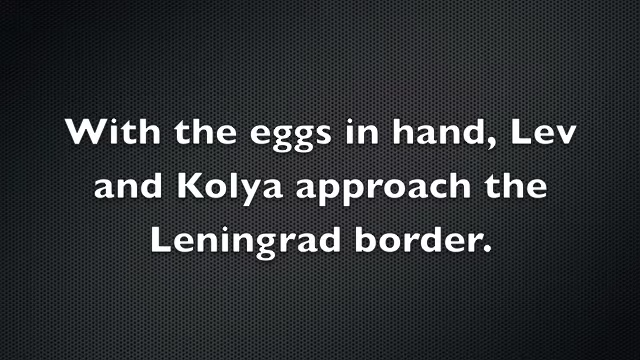 With the eggs in hand, Lev
and Kolya approach the
Leningrad border.